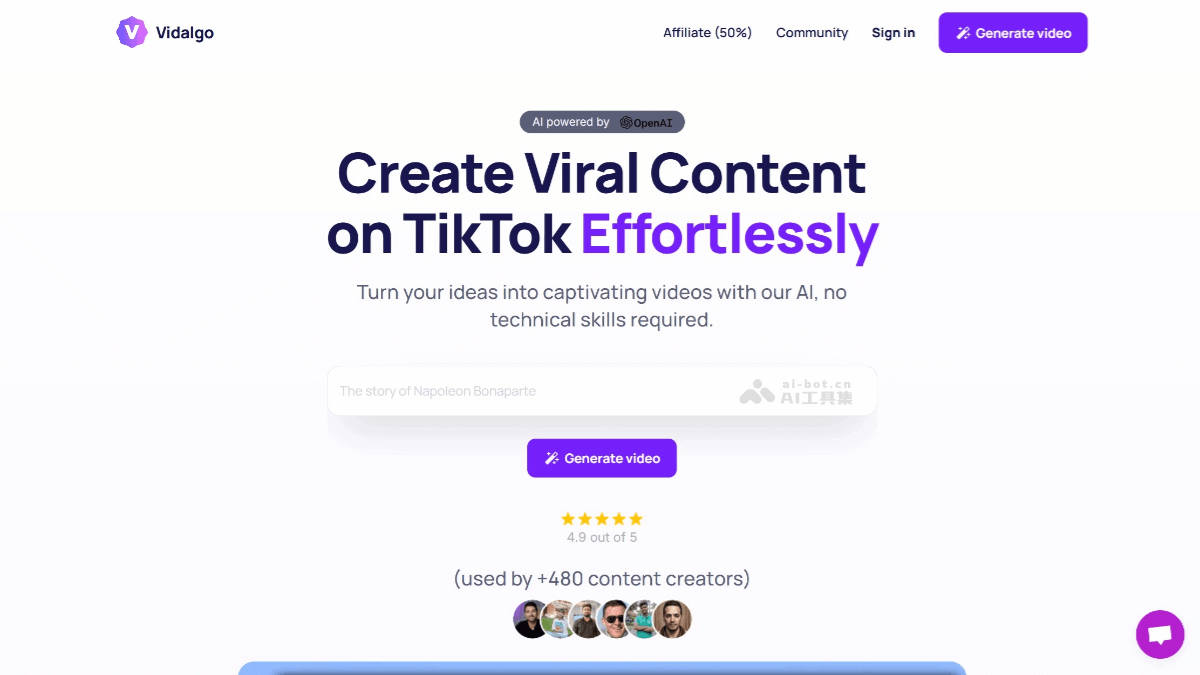 Vidalgo
Affiliate (50%)
Community
Sign in
Generate video
AI powered by OpenAI
Create Viral Content
on TikTok Effortlessly
Turn your ideas into captivating videos with our AI, no
technical skills required.
The story of Napoleon Bonaparte
ai-bot.cn
AI工具集
Generate video
4.9 out of 5
(used by +480 content creators)